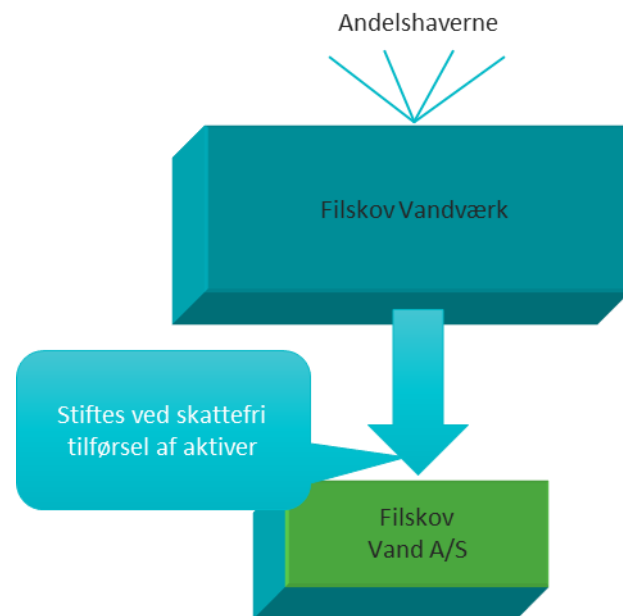 Andelshaverne
Filskov Vandværk
Stiftes ved skattefri
tilførsel af aktiver
Filskov
Vand A/S